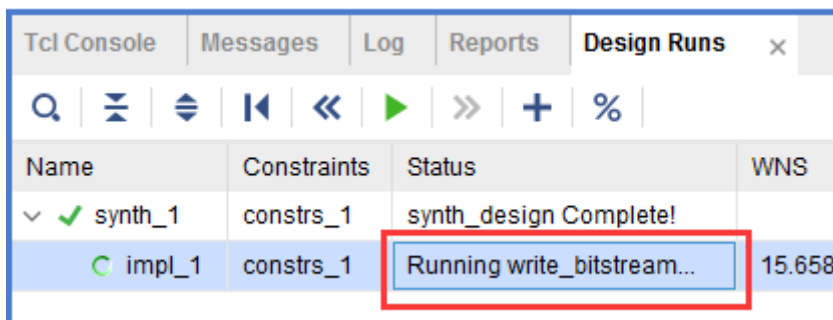 Tcl Console Messages Log Reports Design Runs
Name Constraints Status WNS
synth_1 constrs_1 synth_design Complete!
impl_1 constrs_1 Running write_bitstream... 15.658